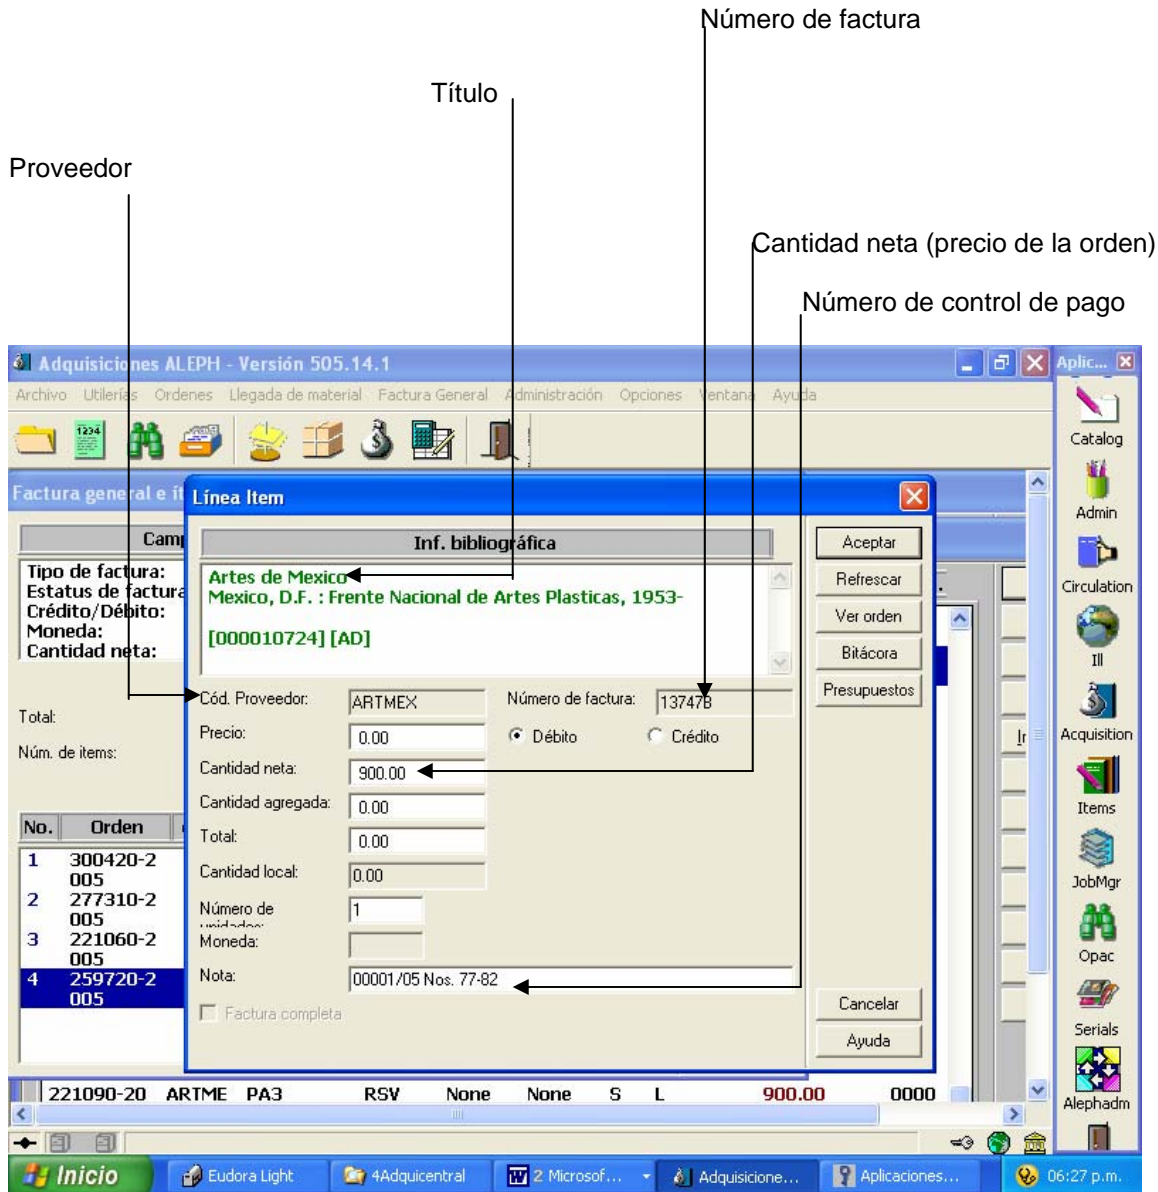 Número de factura
Título
Proveedor
Cantidad neta (precio de la orden)
Número de control de pago
Adquisiciones ALEPH - Versión 505.14.1
Aplic...
Archivo Utilerías Ordenes Llegada de material Factura General Administración Opciones Ventana Ayuda
1234
Catalog
Factura general e ít
Línea Item
Admin
Camp
Inf. bibliográfica
Aceptar
Tipo de factura:
Estatus de factura
Crédito/Débito:
Moneda:
Cantidad neta:
Artes de Mexico
Mexico, D.F. : Frente Nacional de Artes Plasticas, 1953-
[000010724] [AD]
Refrescar
Ver orden
Bitácora
Presupuestos
Circulation
Ill
Cód. Proveedor: ARTMEX Número de factura: 13747B
Total:
Precio: 0.00 Débito Crédito
Acquisition
Núm. de items:
Cantidad neta: 900.00
Cantidad agregada: 0.00
Items
No. Orden
Total: 0.00
1 300420-2
005
Cantidad local: 0.00
JobMgr
2 277310-2
005
Número de
unidades:
1
3 221060-2
005
Moneda:
Opac
4 259720-2
005
Nota: 00001/05 Nos. 77-82
Factura completa
Cancelar
Ayuda
Serials
221090-20 ARTME PA3 RSV None None S L 900.00 0000
Alephadm
Inicio Eudora Light 4Adquicentral 2 Microsof... Adquisicione... Aplicaciones... 06:27 p.m.